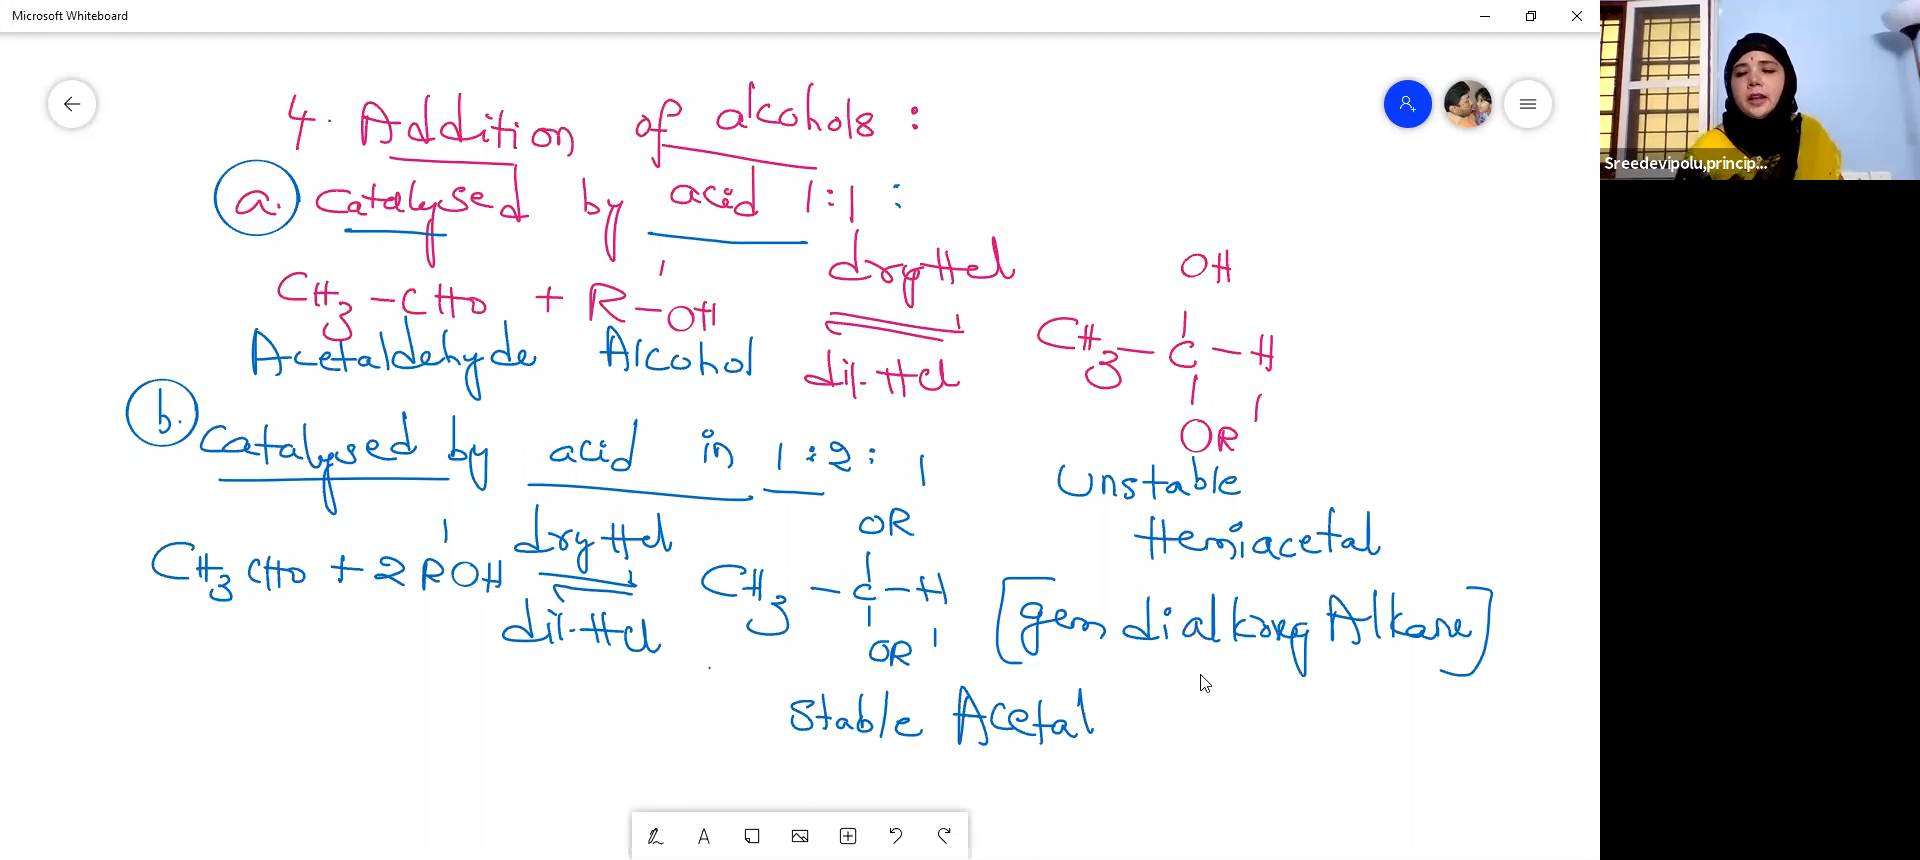 Microsoft Whiteboard
4. Addition of alcohols :
a. Catalysed by acid 1:1 :
CH3 - CHO + R' - OH dry Hcl ⇌ dil. Hcl
OH
CH3 - C - H
OR'
Acetaldehyde Alcohol
Unstable
Hemiacetal
b. Catalysed by acid in 1:2 :
CH3 CHO + 2 R'OH dry Hcl ⇌ dil. Hcl
OR'
CH3 - C - H
OR'
[gem dialkoxy Alkane]
Stable Acetal
A
Sreedevipolu,princip...